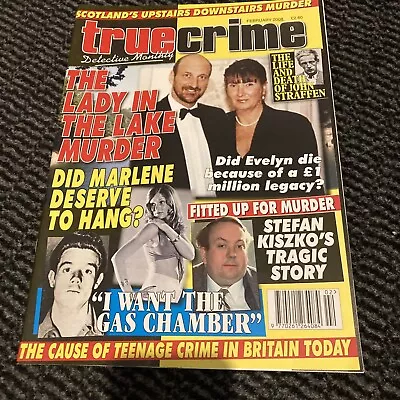 SCOTLAND'S UPSTAIRS DOWNSTAIRS MURDER
truecrime
FEBRUARY 2008
Detective Monthly
THE
LADY IN
THE LAKE
MURDER
THE
LIFE
AND
DEATH
OF JOHN
STRAFFEN
Did Evelyn die
because of a £1
million legacy?
DID MARLENE
DESERVE
TO HANG?
FITTED UP FOR MURDER
STEFAN
KISZKO'S
TRAGIC
STORY
"I WANT THE
GAS CHAMBER"
02>
THE CAUSE OF TEENAGE CRIME IN BRITAIN TODAY